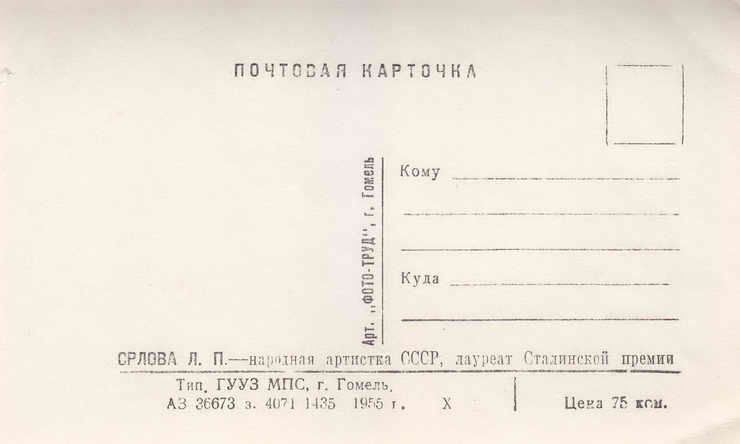 ПОЧТОВАЯ КАРТОЧКА
Кому
Куда
Арт. „ФОТО-ТРУД", г. Гомель
ОРЛОВА Л. П.—народная артистка СССР, лауреат Сталинской премии
Тип. ГУУЗ МПС, г. Гомель.
АЗ 36673 з. 4071 1435 1955 г. X
Цена 75 коп.